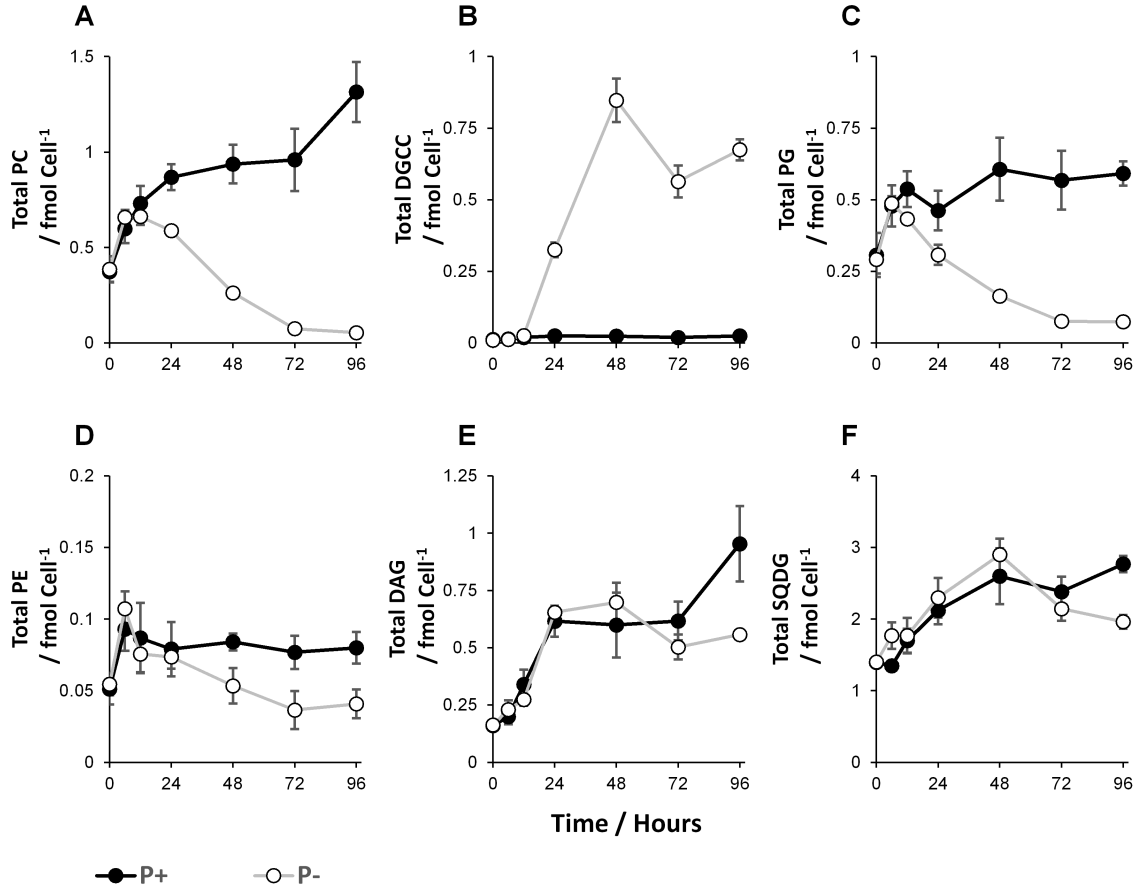 A
Total PC
/ fmol Cell-1
1.5
1
0.5
0
0 24 48 72 96
B
Total DGCC
/ fmol Cell-1
1
0.75
0.5
0.25
0
0 24 48 72 96
C
Total PG
/ fmol Cell-1
1
0.75
0.5
0.25
0
0 24 48 72 96
D
Total PE
/ fmol Cell-1
0.2
0.15
0.1
0.05
0
0 24 48 72 96
E
Total DAG
/ fmol Cell-1
1.25
1
0.75
0.5
0.25
0
0 24 48 72 96
F
Total SQDG
/ fmol Cell-1
4
3
2
1
0
0 24 48 72 96
Time / Hours
P+ P-